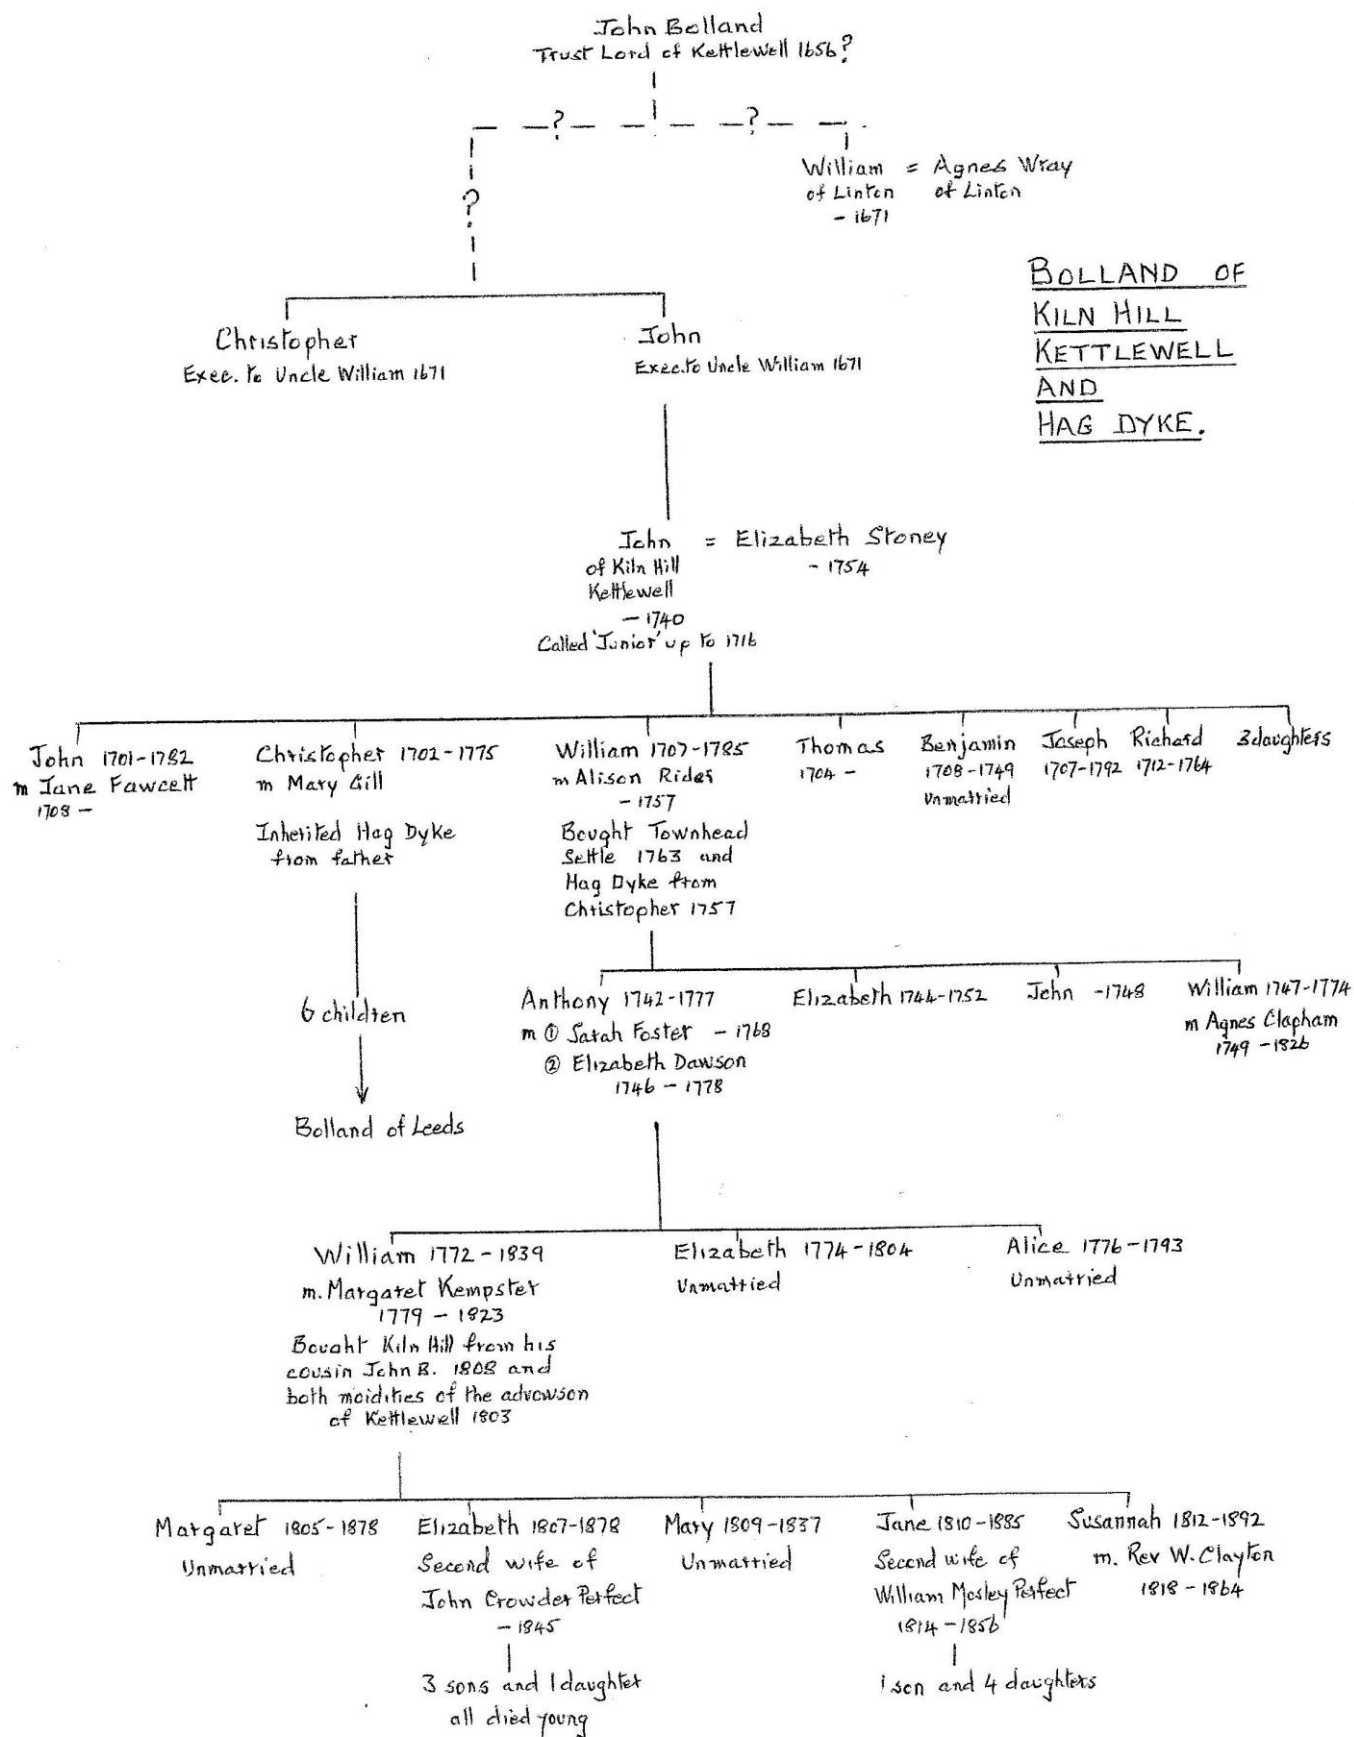 John Bolland
Trust Lord of Kettlewell 1656?
? ?
William = Agnes Wray
of Linton of Linton
- 1671
?
BOLLAND OF
KILN HILL
KETTLEWELL
AND
HAG DYKE.
Christopher
Exec. to Uncle William 1671
John
Exec. to Uncle William 1671
John = Elizabeth Stoney
of Kiln Hill - 1754
Kettlewell
- 1740
Called 'Junior' up to 1716
John 1701-1782
m Jane Fawcett
1708 -
Christopher 1702-1775
m Mary Gill
Inherited Hag Dyke
from father
William 1707-1785
m Alison Rider
- 1757
Bought Townhead
Settle 1763 and
Hag Dyke from
Christopher 1757
Thomas
1704 -
Benjamin
1708-1749
Unmarried
Joseph
1707-1792
Richard
1712-1764
3 daughters
6 children
Bolland of Leeds
Anthony 1742-1777
m ① Sarah Foster - 1768
② Elizabeth Dawson
1746 - 1778
Elizabeth 1744-1752
John -1748
William 1747-1774
m Agnes Clapham
1749 - 1826
William 1772 - 1839
m. Margaret Kempster
1779 - 1823
Bought Kiln Hill from his
cousin John B. 1808 and
both moidities of the advowson
of Kettlewell 1803
Elizabeth 1774-1804
Unmarried
Alice 1776-1793
Unmarried
Margaret 1805-1878
Unmarried
Elizabeth 1807-1878
Second wife of
John Crowder Perfect
- 1845
3 sons and 1 daughter
all died young
Mary 1809-1837
Unmarried
Jane 1810-1885
Second wife of
William Mosley Perfect
1814 - 1856
1 son and 4 daughters
Susannah 1812-1892
m. Rev W. Clayton
1818 - 1864